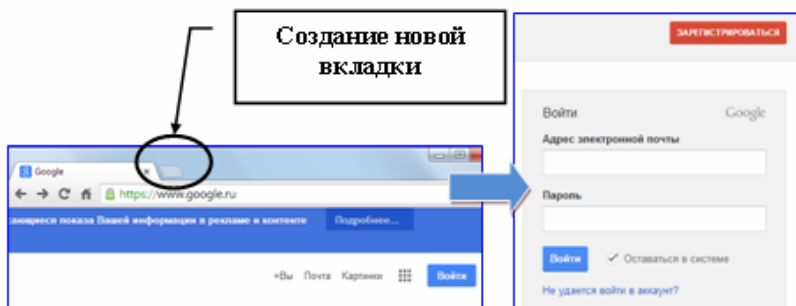 Создание новой
вкладки
Google
https://www.google.ru
ающиеся показа Вашей информации в рекламе и контенте Подробнее...
+Вы Почта Картинки Войти
ЗАРЕГИСТРИРОВАТЬСЯ
Войти Google
Адрес электронной почты
Пароль
Войти Оставаться в системе
Не удается войти в аккаунт?